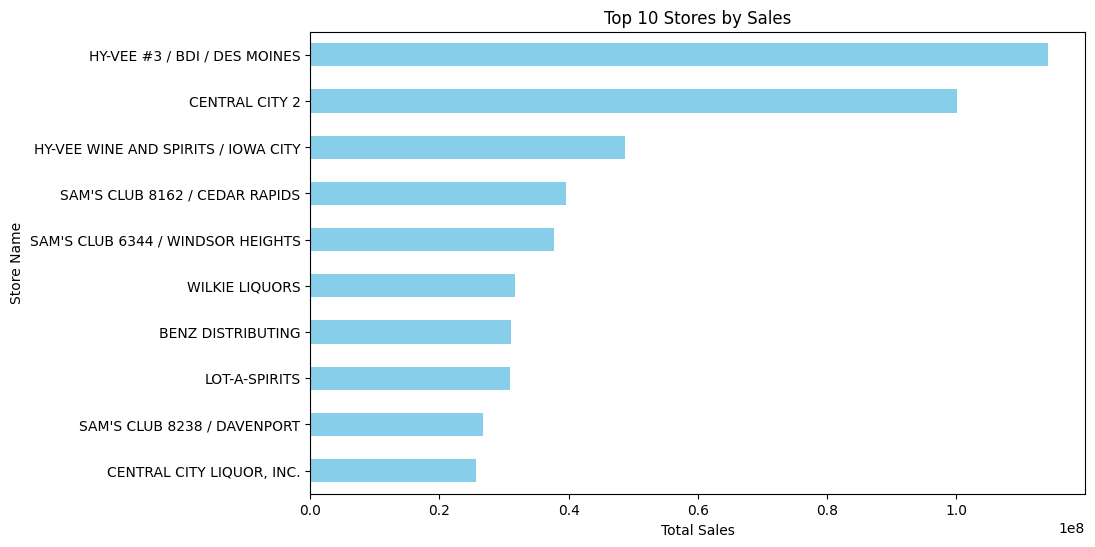 Top 10 Stores by Sales
Store Name
HY-VEE #3 / BDI / DES MOINES
CENTRAL CITY 2
HY-VEE WINE AND SPIRITS / IOWA CITY
SAM'S CLUB 8162 / CEDAR RAPIDS
SAM'S CLUB 6344 / WINDSOR HEIGHTS
WILKIE LIQUORS
BENZ DISTRIBUTING
LOT-A-SPIRITS
SAM'S CLUB 8238 / DAVENPORT
CENTRAL CITY LIQUOR, INC.
0.0 0.2 0.4 0.6 0.8 1.0
1e8
Total Sales